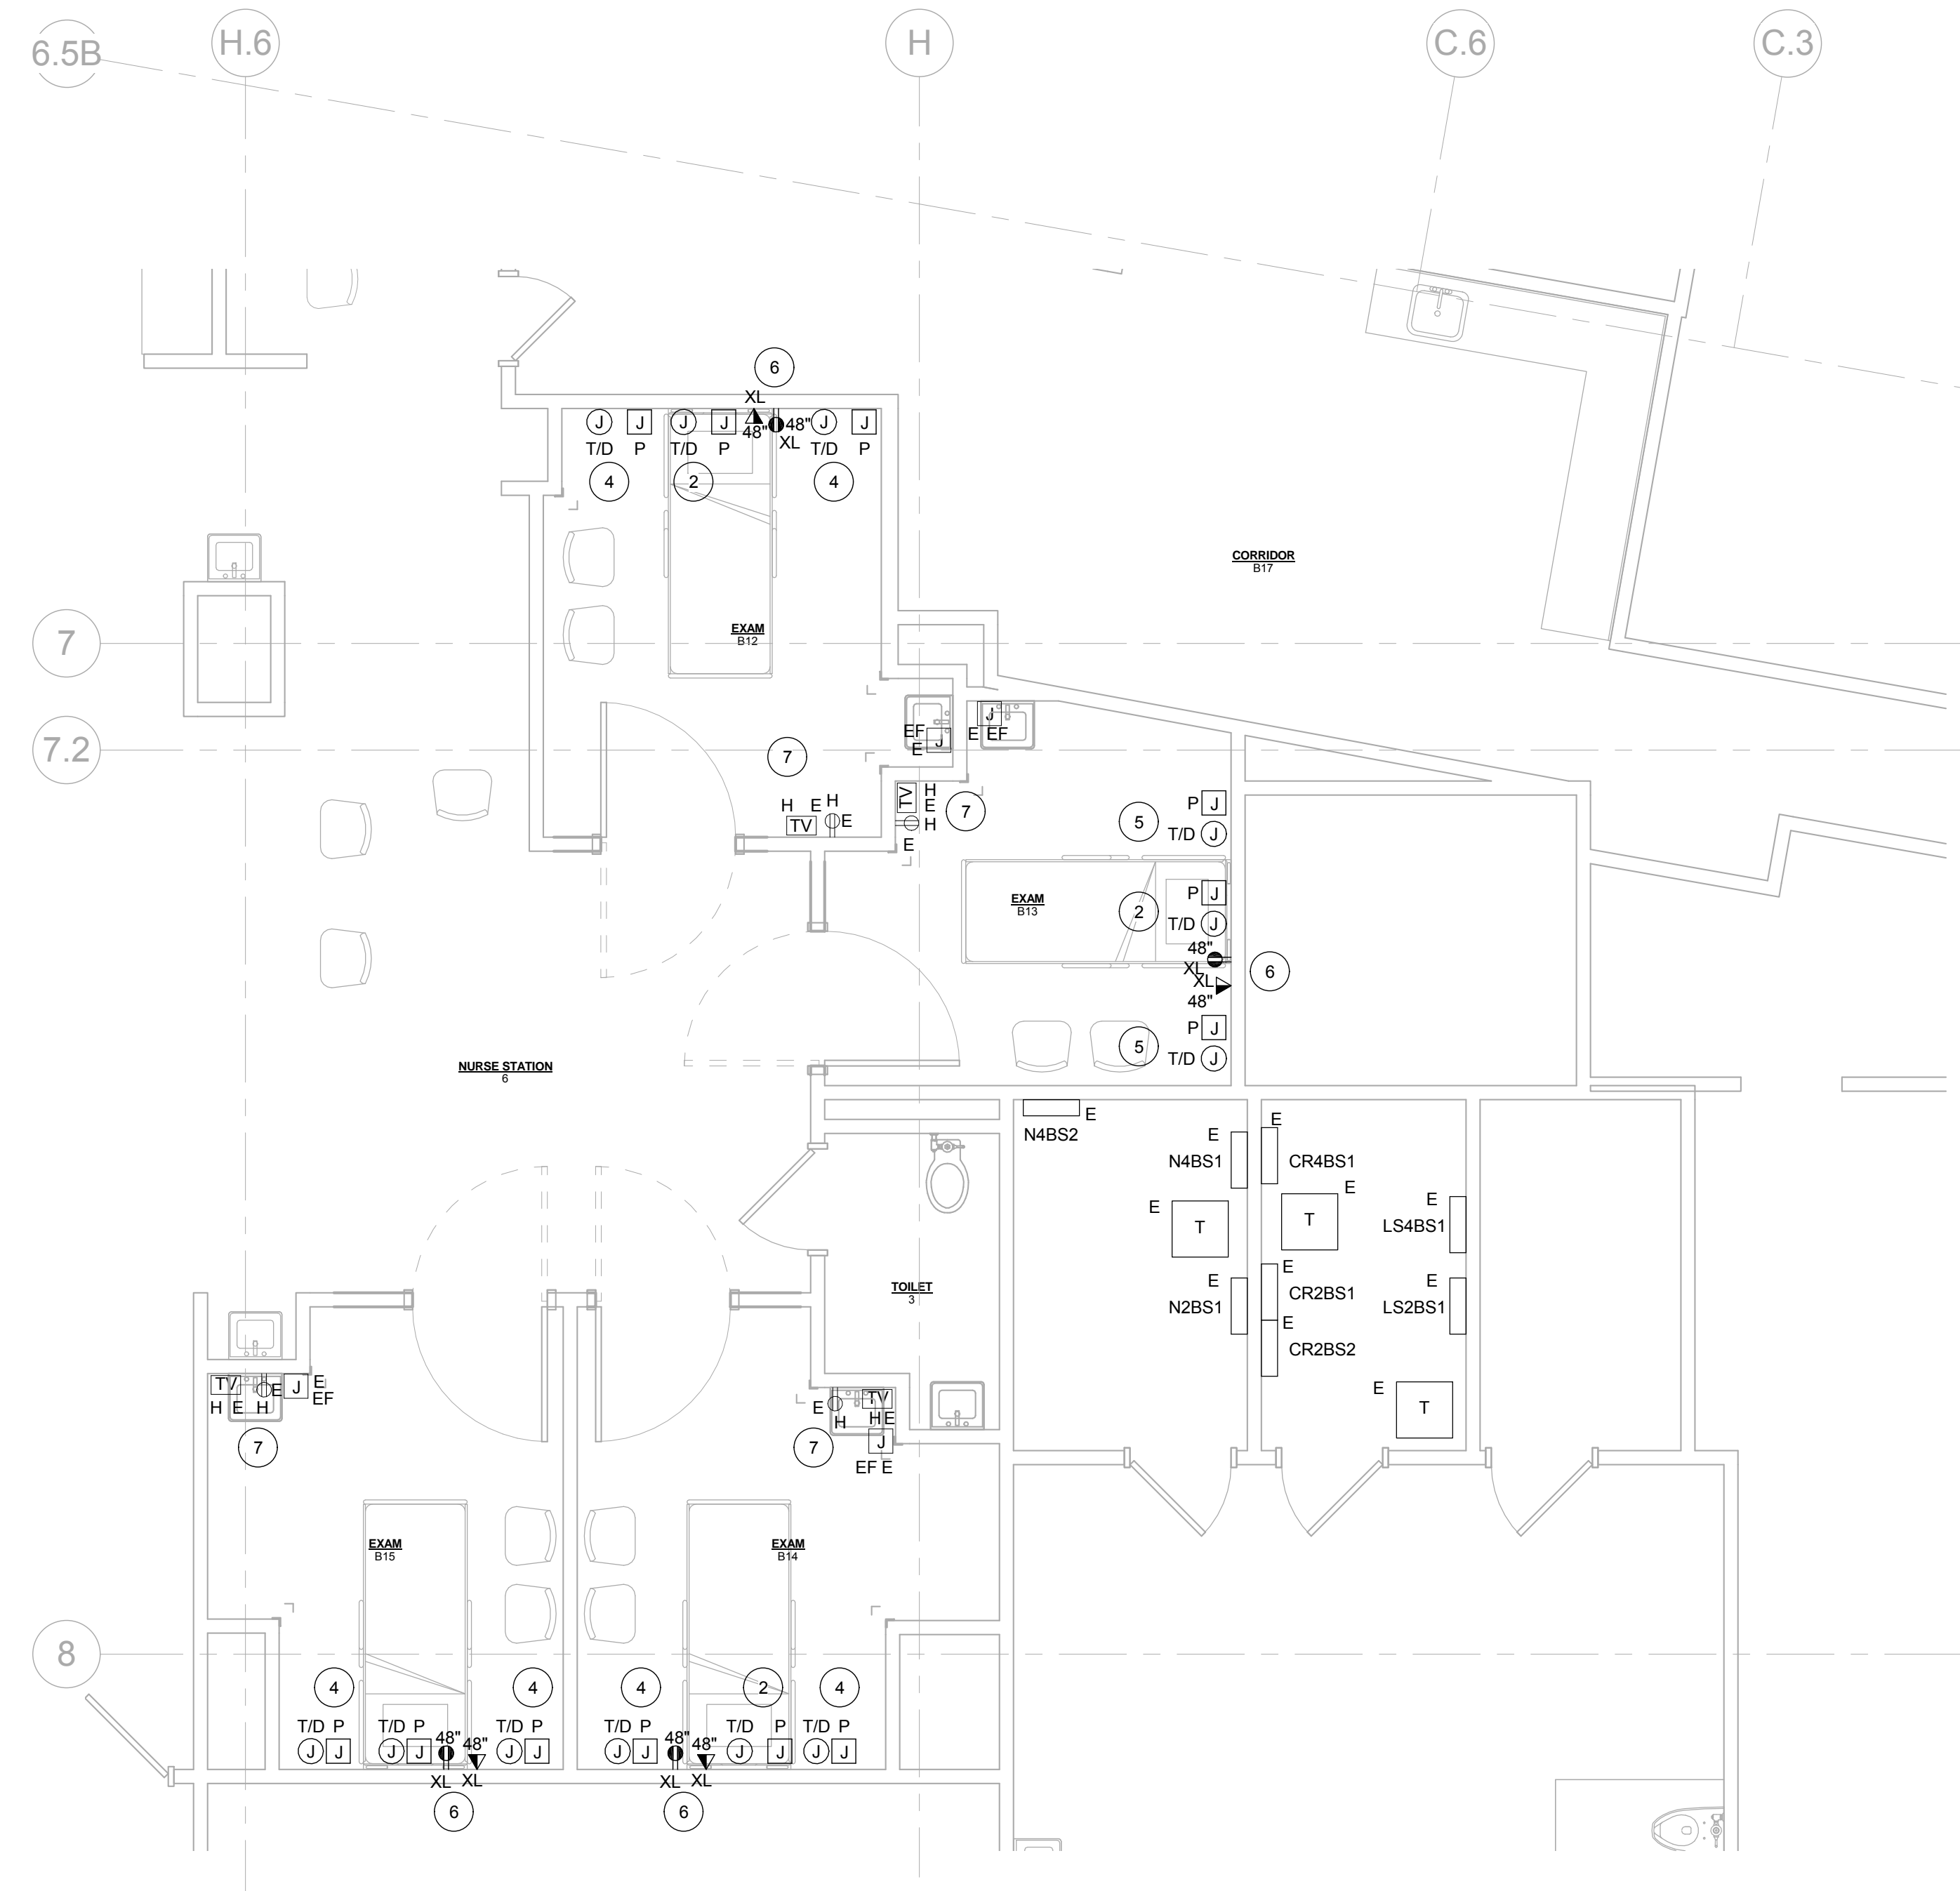 6.5B
H.6
H
C.6
C.3
6
XL
J J J J J J
48" 48"
XL
T/D P T/D P T/D P
4 2 4
CORRIDOR
B17
EXAM
B12
7
7.2
EF
E J
J
E EF
7
H E H
TV E
TV
H
E
H
E
7
P J
5
T/D J
EXAM
B13
P J
2
T/D J
48"
XL
6
XL
48"
P J
5
T/D J
NURSE STATION
6
E
N4BS2
E
N4BS1
E
CR4BS1
E
T
E
T
E
LS4BS1
E
N2BS1
E
CR2BS1
E
CR2BS2
E
LS2BS1
E
T
TOILET
3
TV E J E
EF
H E H
7
E
H
TV
H E
J
EF E
7
EXAM
B15
EXAM
B14
8
4 4 4 2 4
T/D P T/D P T/D P T/D P T/D P T/D P
48" 48" 48" 48"
J J J J J J J J J J J J
XL XL XL XL
6 6